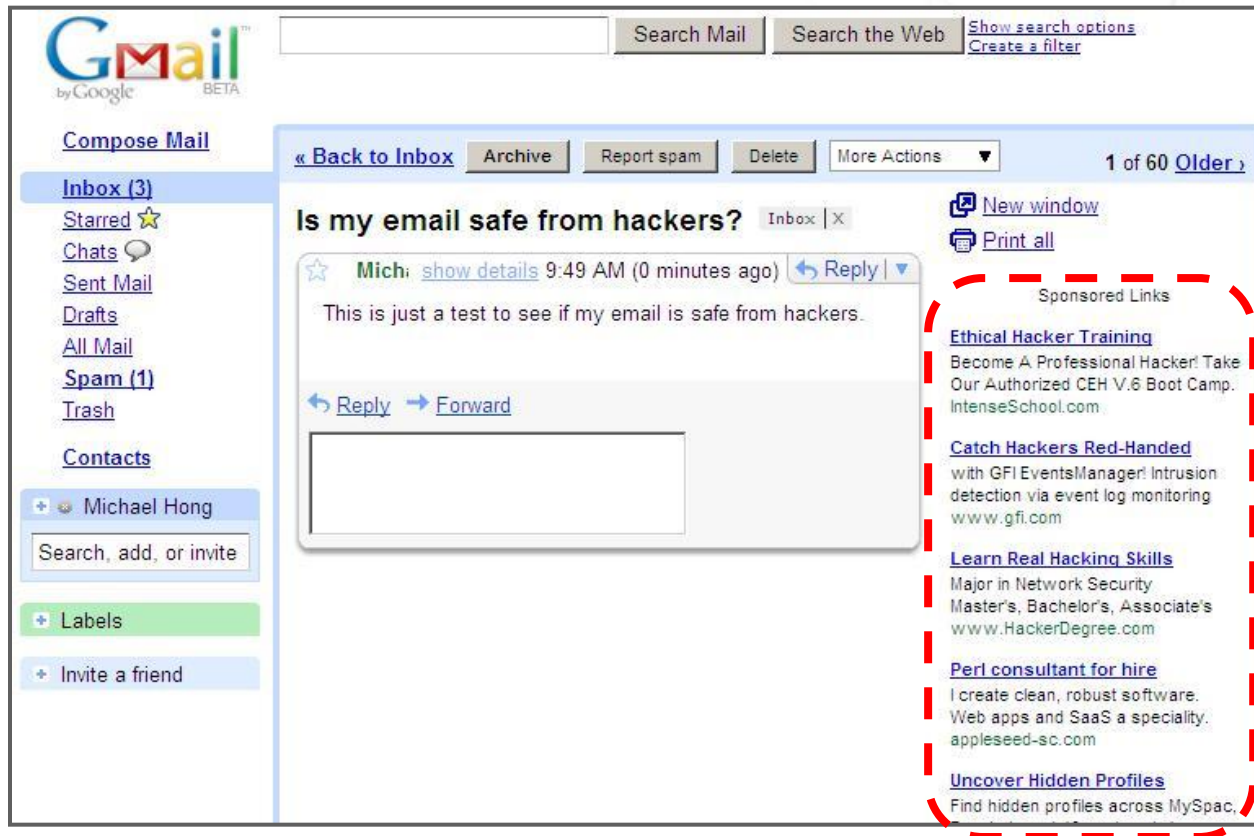 Gmail™
by Google BETA
Search Mail
Search the Web
Show search options
Create a filter
Compose Mail
Inbox (3)
Starred
Chats
Sent Mail
Drafts
All Mail
Spam (1)
Trash
Contacts
Michael Hong
Search, add, or invite
Labels
Invite a friend
« Back to Inbox Archive Report spam Delete More Actions 1 of 60 Older ›
Is my email safe from hackers? Inbox | X
show details 9:49 AM (0 minutes ago) Reply
This is just a test to see if my email is safe from hackers.
Reply Forward
New window
Print all
Sponsored Links
Ethical Hacker Training
Become A Professional Hacker! Take
Our Authorized CEH V.6 Boot Camp.
IntenseSchool.com
Catch Hackers Red-Handed
with GFI EventsManager! Intrusion
detection via event log monitoring
www.gfi.com
Learn Real Hacking Skills
Major in Network Security
Master's, Bachelor's, Associate's
www.HackerDegree.com
Perl consultant for hire
I create clean, robust software.
Web apps and SaaS a speciality.
appleseed-sc.com
Uncover Hidden Profiles
Find hidden profiles across MySpac,